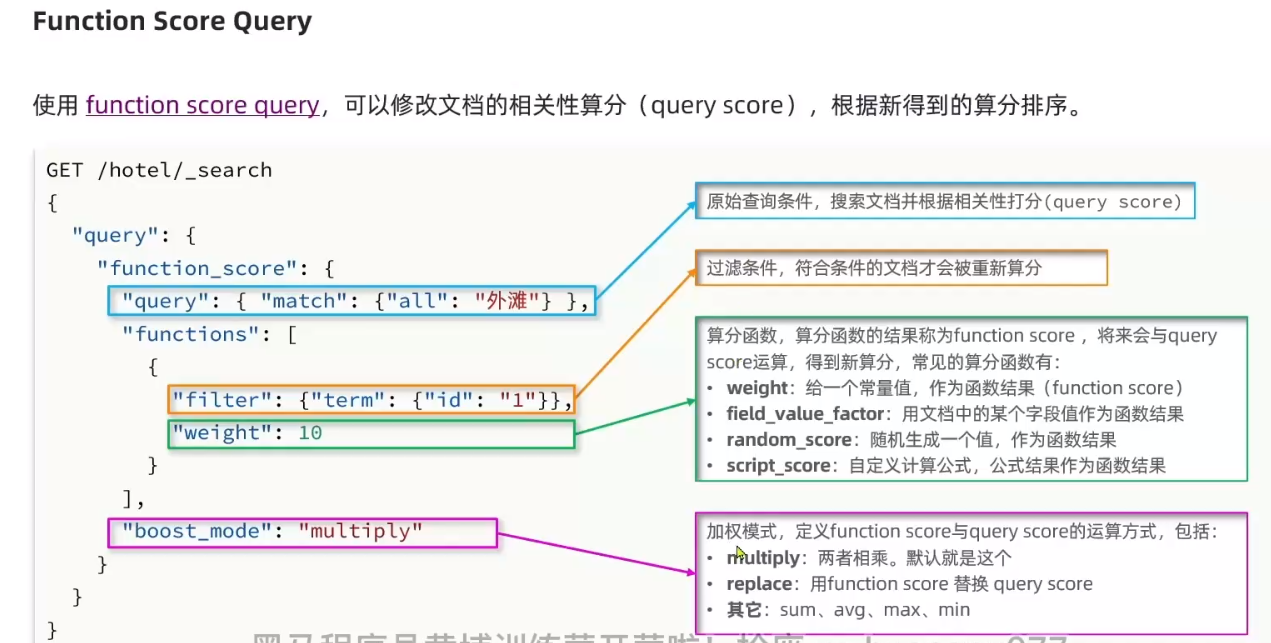 Function Score Query
使用 function score query，可以修改文档的相关性算分（query score），根据新得到的算分排序。
GET /hotel/_search
{
"query": {
"function_score": {
"query": { "match": {"all": "外滩"} },
"functions": [
{
"filter": {"term": {"id": "1"}},
"weight": 10
}
],
"boost_mode": "multiply"
}
}
}
原始查询条件，搜索文档并根据相关性打分(query score)
过滤条件，符合条件的文档才会被重新算分
算分函数，算分函数的结果称为function score ，将来会与query
score运算，得到新算分，常见的算分函数有：
• weight：给一个常量值，作为函数结果（function score）
• field_value_factor：用文档中的某个字段值作为函数结果
• random_score：随机生成一个值，作为函数结果
• script_score：自定义计算公式，公式结果作为函数结果
加权模式，定义function score与query score的运算方式，包括：
• multiply：两者相乘。默认就是这个
• replace：用function score 替换 query score
• 其它：sum、avg、max、min